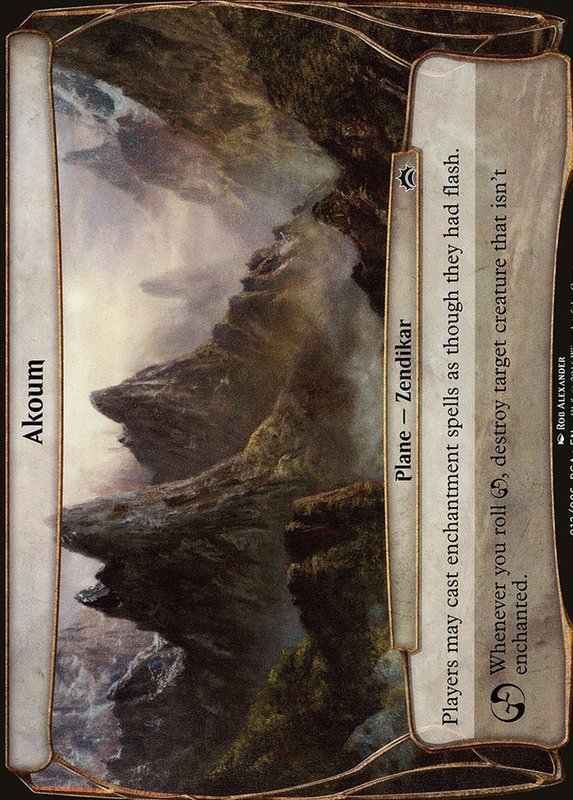 Akoum
Plane — Zendikar
Players may cast enchantment spells as though they had flash.
Whenever you roll , destroy target creature that isn't
enchanted.
ROB ALEXANDER